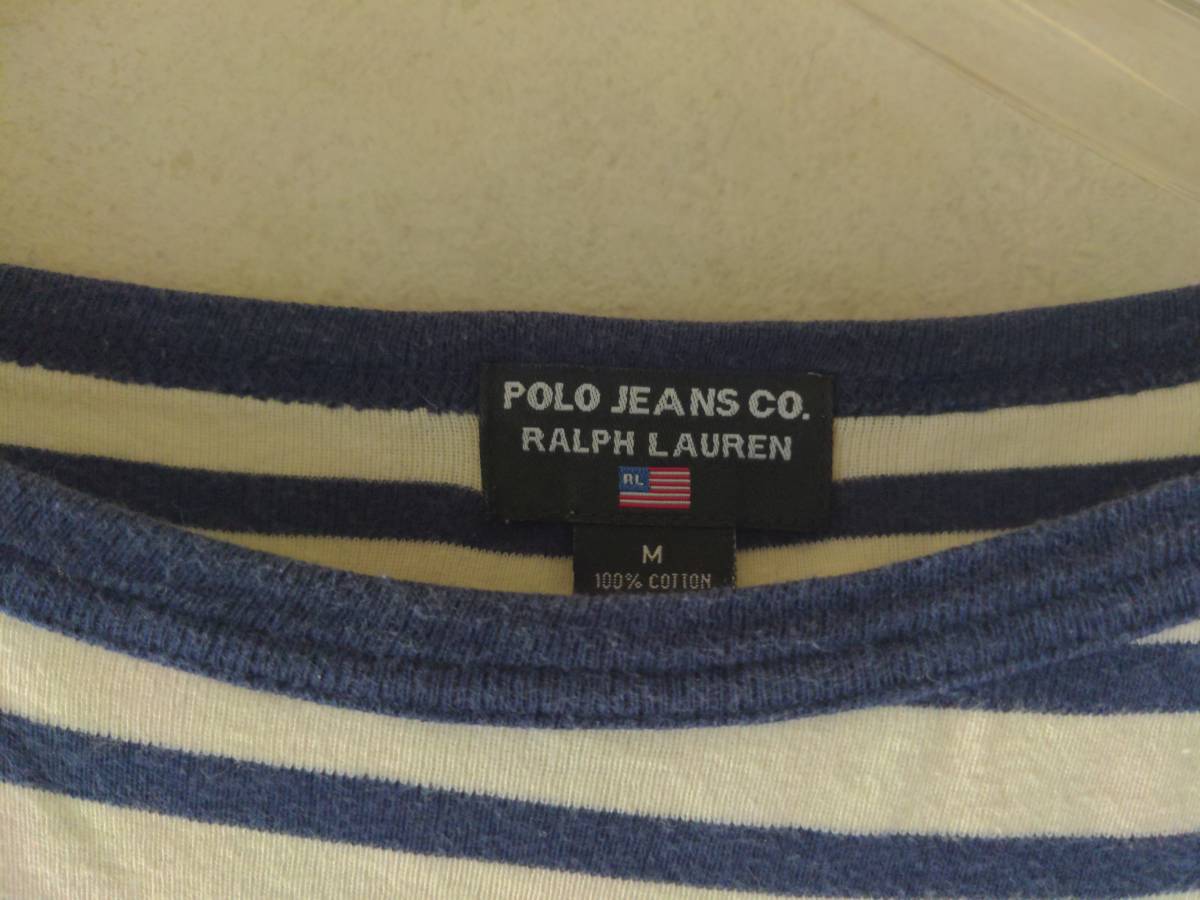 POLO JEANS CO.
RALPH LAUREN
RL
M
100% COTTON